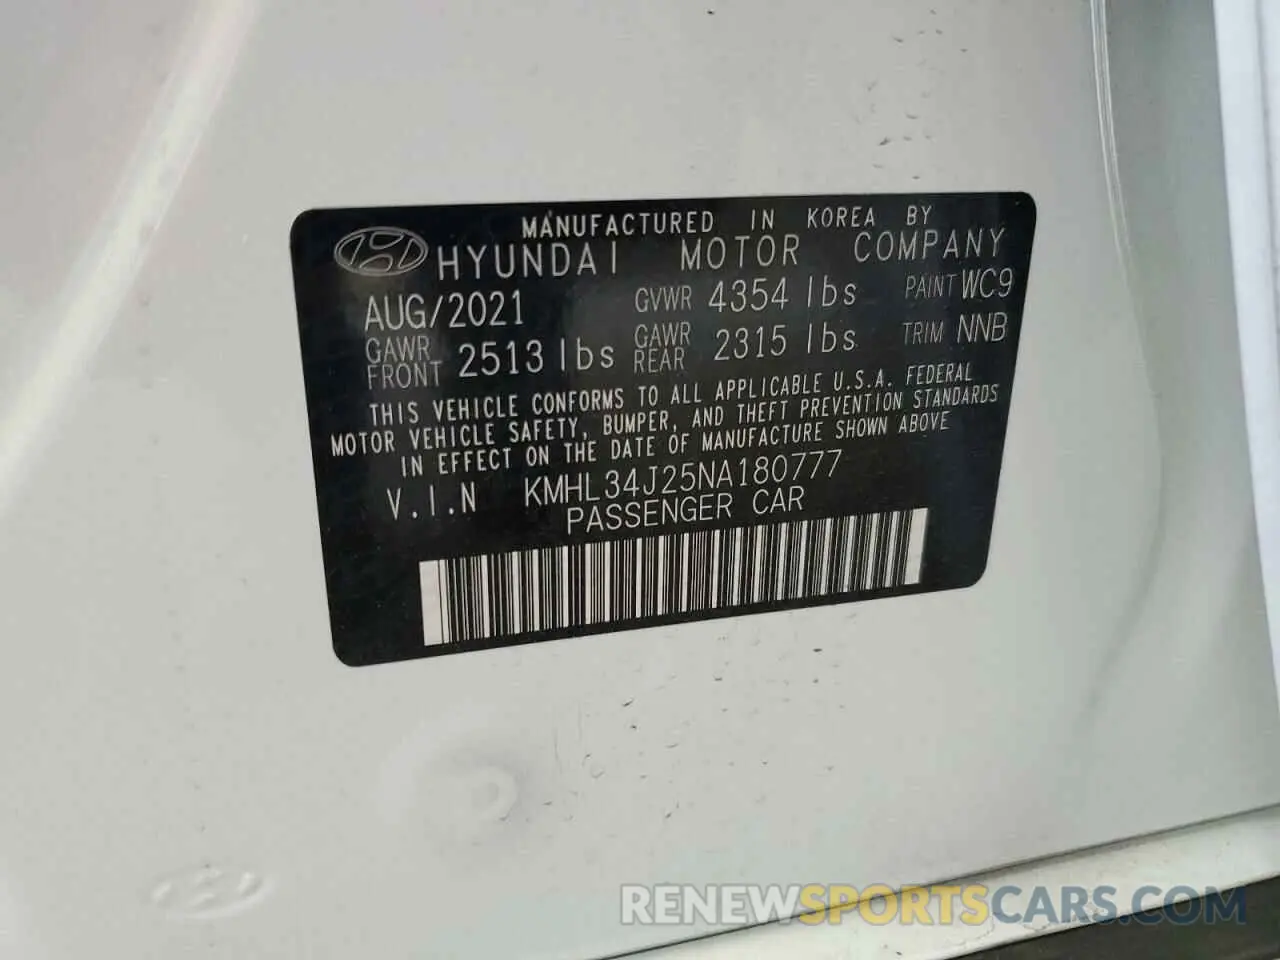 MANUFACTURED IN KOREA BY
HYUNDAI MOTOR COMPANY
AUG/2021 GVWR 4354 lbs PAINT WC9
GAWR FRONT 2513 lbs GAWR REAR 2315 lbs TRIM NNB
THIS VEHICLE CONFORMS TO ALL APPLICABLE U.S.A. FEDERAL
MOTOR VEHICLE SAFETY, BUMPER, AND THEFT PREVENTION STANDARDS
IN EFFECT ON THE DATE OF MANUFACTURE SHOWN ABOVE
V.I.N KMHL34J25NA180777
PASSENGER CAR
RENEWSPORTSCARS.COM